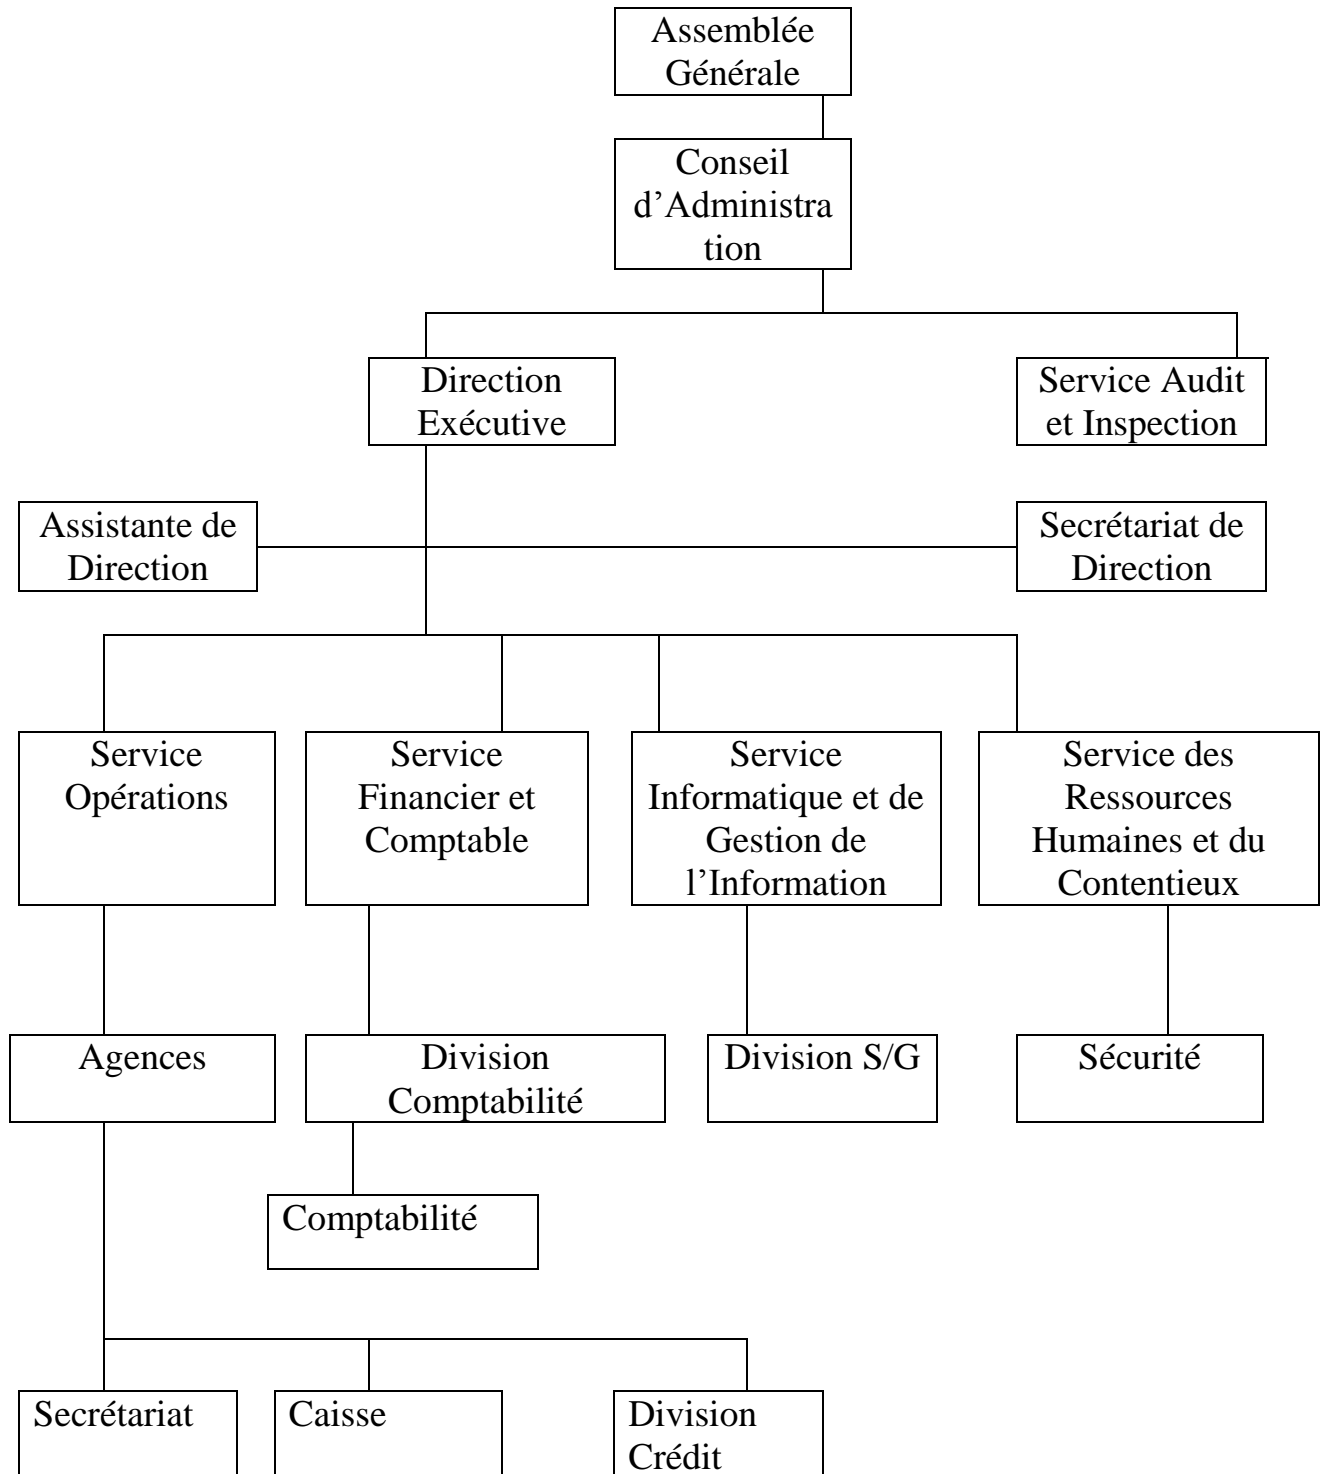 Assemblée
Générale
Conseil
d’Administra
tion
Direction
Exécutive
Service Audit
et Inspection
Assistante de
Direction
Secrétariat de
Direction
Service
Opérations
Service
Financier et
Comptable
Service
Informatique et de
Gestion de
l’Information
Service des
Ressources
Humaines et du
Contentieux
Agences
Division
Comptabilité
Division S/G
Sécurité
Comptabilité
Secrétariat
Caisse
Division
Crédit